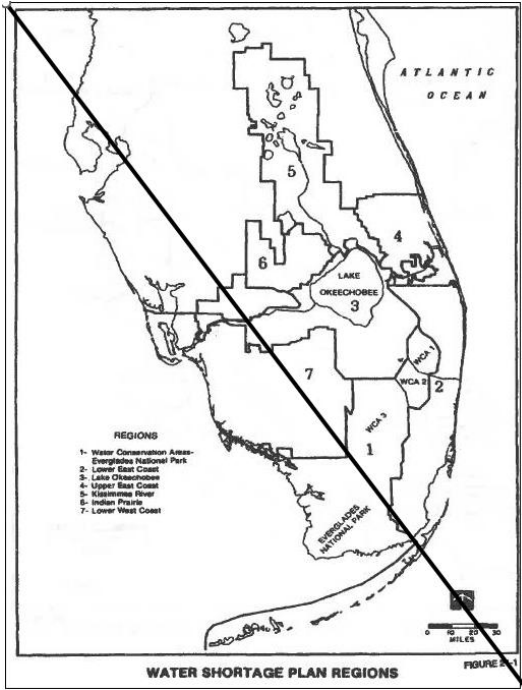 ATLANTIC
OCEAN
5
4
6
LAKE
OKEECHOBEE
3
WCA 1
WCA 2
2
7
WCA 3
1
REGIONS
1- Water Conservation Areas-
Everglades National Park
2- Lower East Coast
3- Lake Okeechobee
4- Upper East Coast
5- Kissimmee River
6- Indian Prairie
7- Lower West Coast
EVERGLADES
NATIONAL PARK
0 10 20 30
MILES
WATER SHORTAGE PLAN REGIONS
FIGURE 2-1